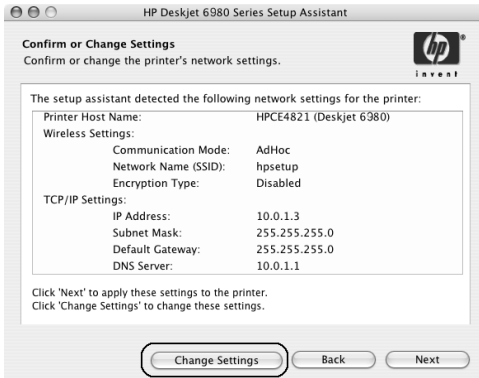 HP Deskjet 6980 Series Setup Assistant
Confirm or Change Settings
Confirm or change the printer's network settings.
hp
invent
The setup assistant detected the following network settings for the printer:
Printer Host Name: HPCE4821 (Deskjet 6980)
Wireless Settings:
Communication Mode: AdHoc
Network Name (SSID): hpsetup
Encryption Type: Disabled
TCP/IP Settings:
IP Address: 10.0.1.3
Subnet Mask: 255.255.255.0
Default Gateway: 255.255.255.0
DNS Server: 10.0.1.1
Click 'Next' to apply these settings to the printer.
Click 'Change Settings' to change these settings.
Change Settings Back Next